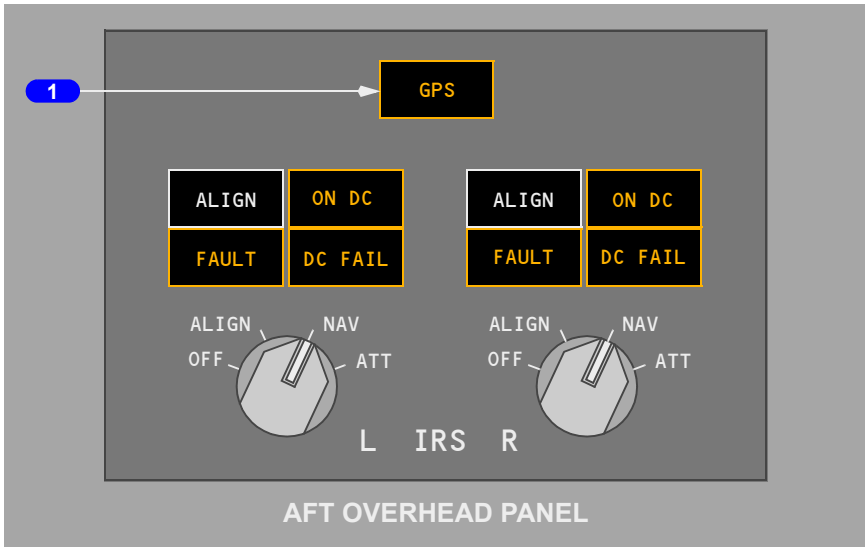 1
GPS
ALIGN ON DC ALIGN ON DC
FAULT DC FAIL FAULT DC FAIL
ALIGN NAV ALIGN NAV
OFF ATT OFF ATT
L IRS R
AFT OVERHEAD PANEL